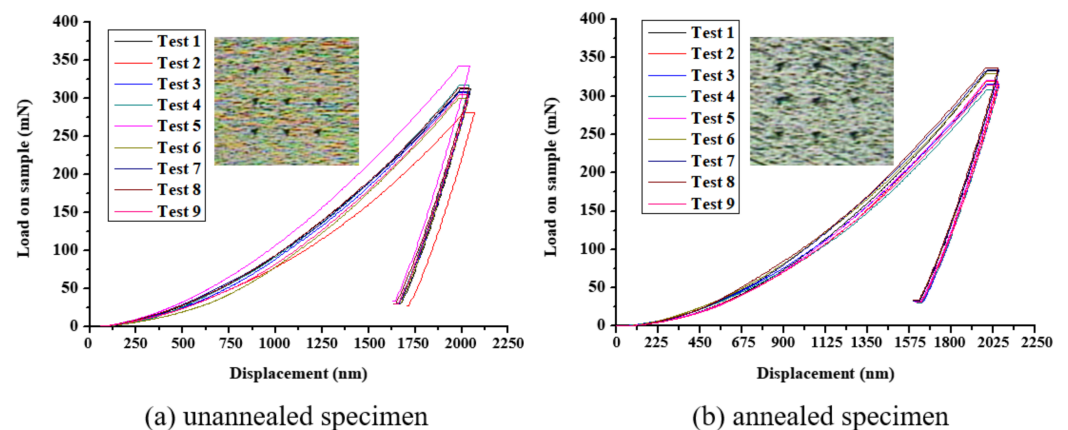 400
350
300
250
200
150
100
50
0
Load on sample (mN)
Test 1
Test 2
Test 3
Test 4
Test 5
Test 6
Test 7
Test 8
Test 9
0 250 500 750 1000 1250 1500 1750 2000 2250
Displacement (nm)
(a) unannealed specimen
400
350
300
250
200
150
100
50
0
Load on sample (mN)
Test 1
Test 2
Test 3
Test 4
Test 5
Test 6
Test 7
Test 8
Test 9
0 225 450 675 900 1125 1350 1575 1800 2025 2250
Displacement (nm)
(b) annealed specimen